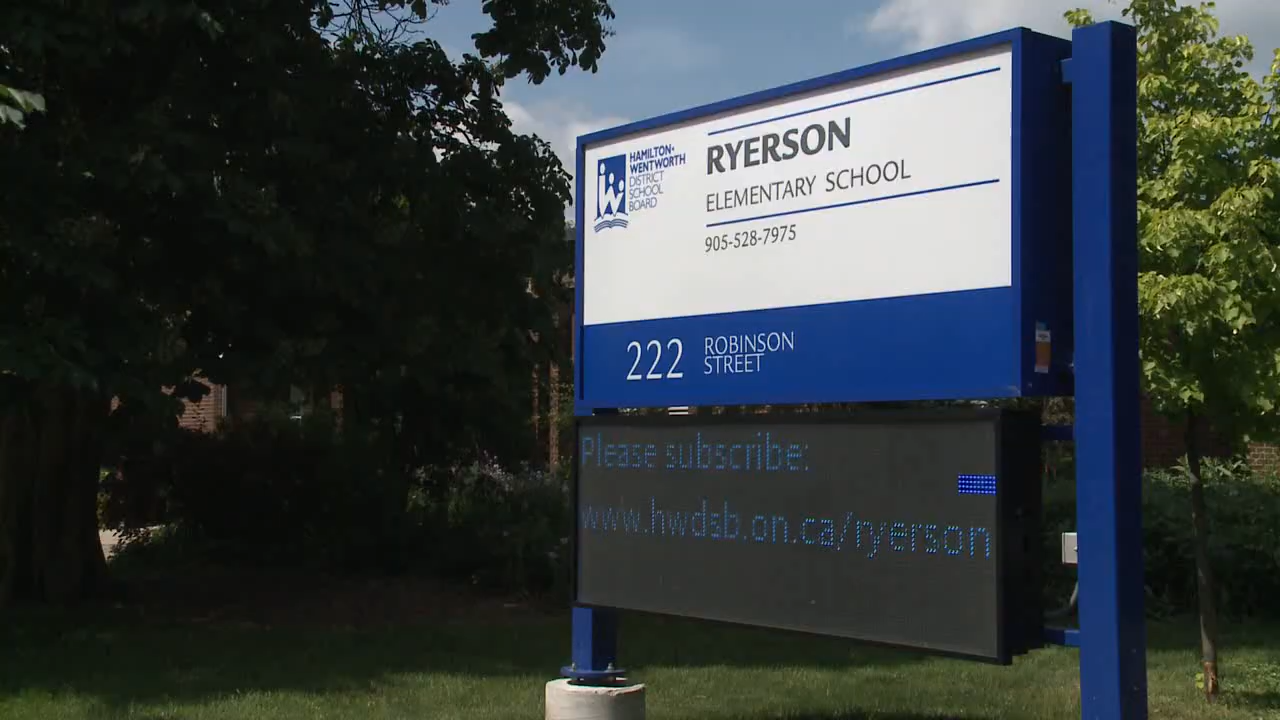 HAMILTON-
WENTWORTH
DISTRICT
SCHOOL
BOARD
RYERSON
ELEMENTARY SCHOOL
905-528-7975
222
ROBINSON
STREET
Please subscribe:
www.hwdsb.on.ca/ryerson